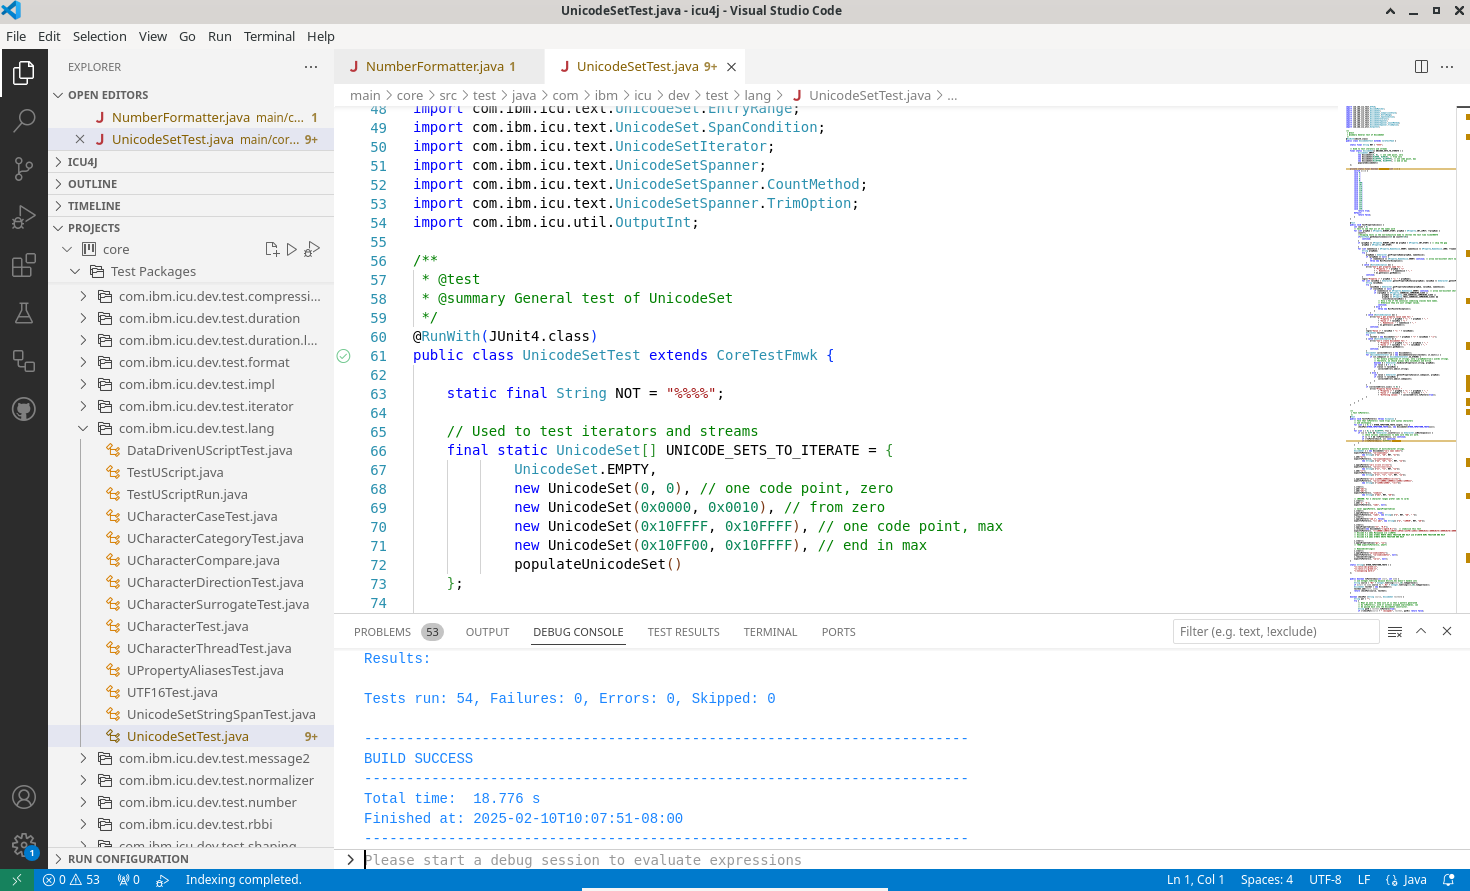 UnicodeSetTest.java - icu4j - Visual Studio Code
File Edit Selection View Go Run Terminal Help
EXPLORER
OPEN EDITORS
NumberFormatter.java main/c... 1
UnicodeSetTest.java main/cor... 9+
ICU4J
OUTLINE
TIMELINE
PROJECTS
core
Test Packages
com.ibm.icu.dev.test.compressi...
com.ibm.icu.dev.test.duration
com.ibm.icu.dev.test.duration.l...
com.ibm.icu.dev.test.format
com.ibm.icu.dev.test.impl
com.ibm.icu.dev.test.iterator
com.ibm.icu.dev.test.lang
DataDrivenUScriptTest.java
TestUScript.java
TestUScriptRun.java
UCharacterCaseTest.java
UCharacterCategoryTest.java
UCharacterCompare.java
UCharacterDirectionTest.java
UCharacterSurrogateTest.java
UCharacterTest.java
UCharacterThreadTest.java
UPropertyAliasesTest.java
UTF16Test.java
UnicodeSetStringSpanTest.java
UnicodeSetTest.java 9+
com.ibm.icu.dev.test.message2
com.ibm.icu.dev.test.normalizer
com.ibm.icu.dev.test.number
com.ibm.icu.dev.test.rbbi
com.ibm.icu.dev.test.shaping
RUN CONFIGURATION
1
NumberFormatter.java 1 UnicodeSetTest.java 9+
main > core > src > test > java > com > ibm > icu > dev > test > lang > UnicodeSetTest.java > ...
48 import com.ibm.icu.text.UnicodeSet.EntryRange;
49 import com.ibm.icu.text.UnicodeSet.SpanCondition;
50 import com.ibm.icu.text.UnicodeSetIterator;
51 import com.ibm.icu.text.UnicodeSetSpanner;
52 import com.ibm.icu.text.UnicodeSetSpanner.CountMethod;
53 import com.ibm.icu.text.UnicodeSetSpanner.TrimOption;
54 import com.ibm.icu.util.OutputInt;
55
56 /**
57 * @test
58 * @summary General test of UnicodeSet
59 */
60 @RunWith(JUnit4.class)
61 public class UnicodeSetTest extends CoreTestFmwk {
62
63 static final String NOT = "%%%%";
64
65 // Used to test iterators and streams
66 final static UnicodeSet[] UNICODE_SETS_TO_ITERATE = {
67 UnicodeSet.EMPTY,
68 new UnicodeSet(0, 0), // one code point, zero
69 new UnicodeSet(0x0000, 0x0010), // from zero
70 new UnicodeSet(0x10FFFF, 0x10FFFF), // one code point, max
71 new UnicodeSet(0x10FF00, 0x10FFFF), // end in max
72 populateUnicodeSet()
73 };
74
PROBLEMS 53 OUTPUT DEBUG CONSOLE TEST RESULTS TERMINAL PORTS Filter (e.g. text, !exclude)
Results:
Tests run: 54, Failures: 0, Errors: 0, Skipped: 0
-------------------------------------------------------------------
BUILD SUCCESS
-------------------------------------------------------------------
Total time:  18.776 s
Finished at: 2025-02-10T10:07:51-08:00
-------------------------------------------------------------------
Please start a debug session to evaluate expressions
0 53 0 Indexing completed. Ln 1, Col 1 Spaces: 4 UTF-8 LF {} Java